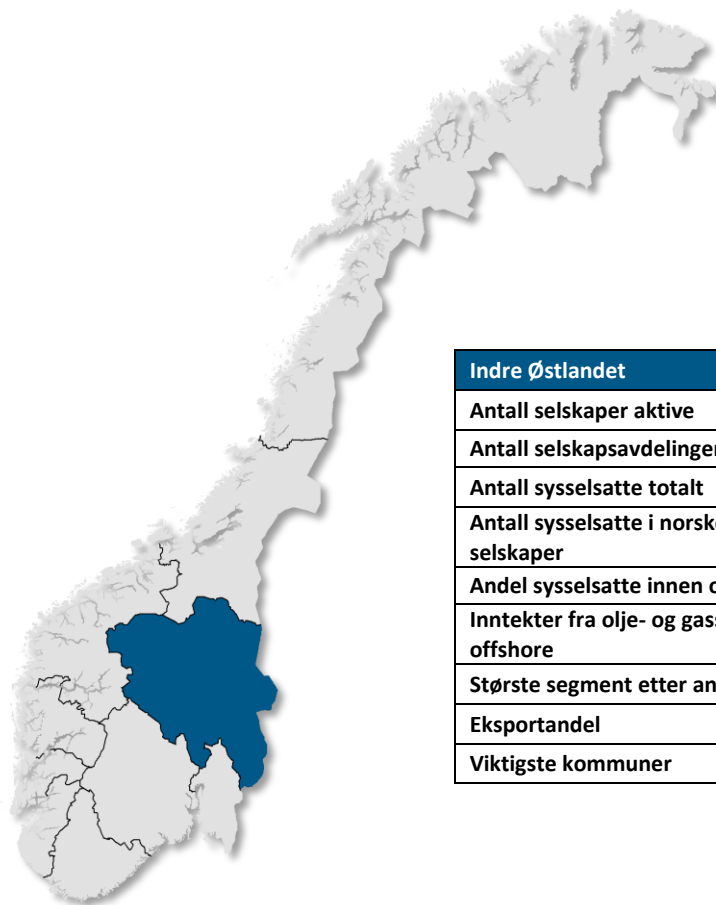 Indre Østlandet
Antall selskaper aktive
Antall selskapsavdelinger
Antall sysselsatte totalt
Antall sysselsatte i norske
selskaper
Andel sysselsatte innen
Inntekter fra olje- og gass
offshore
Største segment etter
Eksportandel
Viktigste kommuner